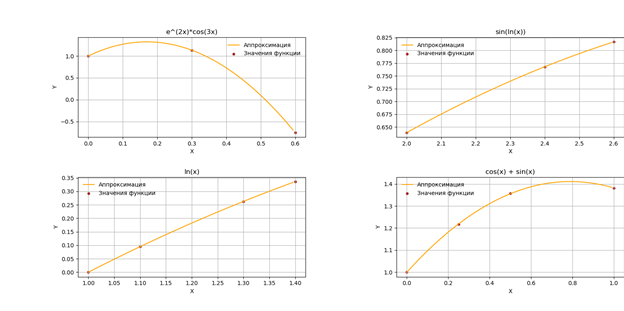 e^(2x)*cos(3x)
1.0
0.5
0.0
−0.5
Y
Аппроксимация
Значения функции
0.0 0.1 0.2 0.3 0.4 0.5 0.6
X
sin(ln(x))
0.825
0.800
0.775
0.750
0.725
0.700
0.675
0.650
Y
Аппроксимация
Значения функции
2.0 2.1 2.2 2.3 2.4 2.5 2.6
X
ln(x)
0.35
0.30
0.25
0.20
0.15
0.10
0.05
0.00
Y
Аппроксимация
Значения функции
1.00 1.05 1.10 1.15 1.20 1.25 1.30 1.35 1.40
X
cos(x) + sin(x)
1.4
1.3
1.2
1.1
1.0
Y
Аппроксимация
Значения функции
0.0 0.2 0.4 0.6 0.8 1.0
X